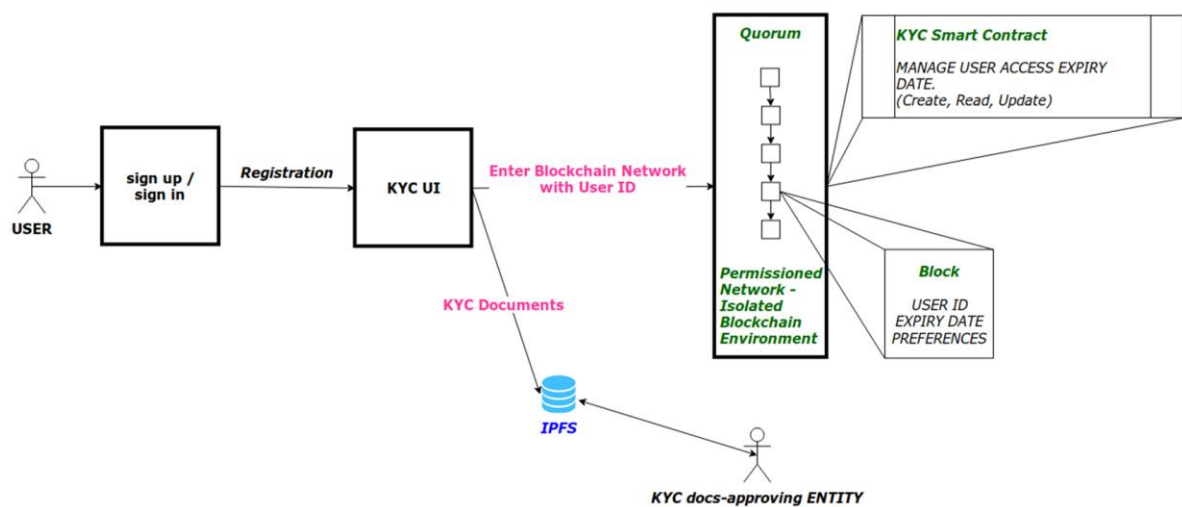 USER
sign up /
sign in
Registration
KYC UI
Enter Blockchain Network
with User ID
KYC Documents
IPFS
KYC docs-approving ENTITY
Quorum
Permissioned
Network -
Isolated
Blockchain
Environment
KYC Smart Contract
MANAGE USER ACCESS EXPIRY
DATE.
(Create, Read, Update)
Block
USER ID
EXPIRY DATE
PREFERENCES